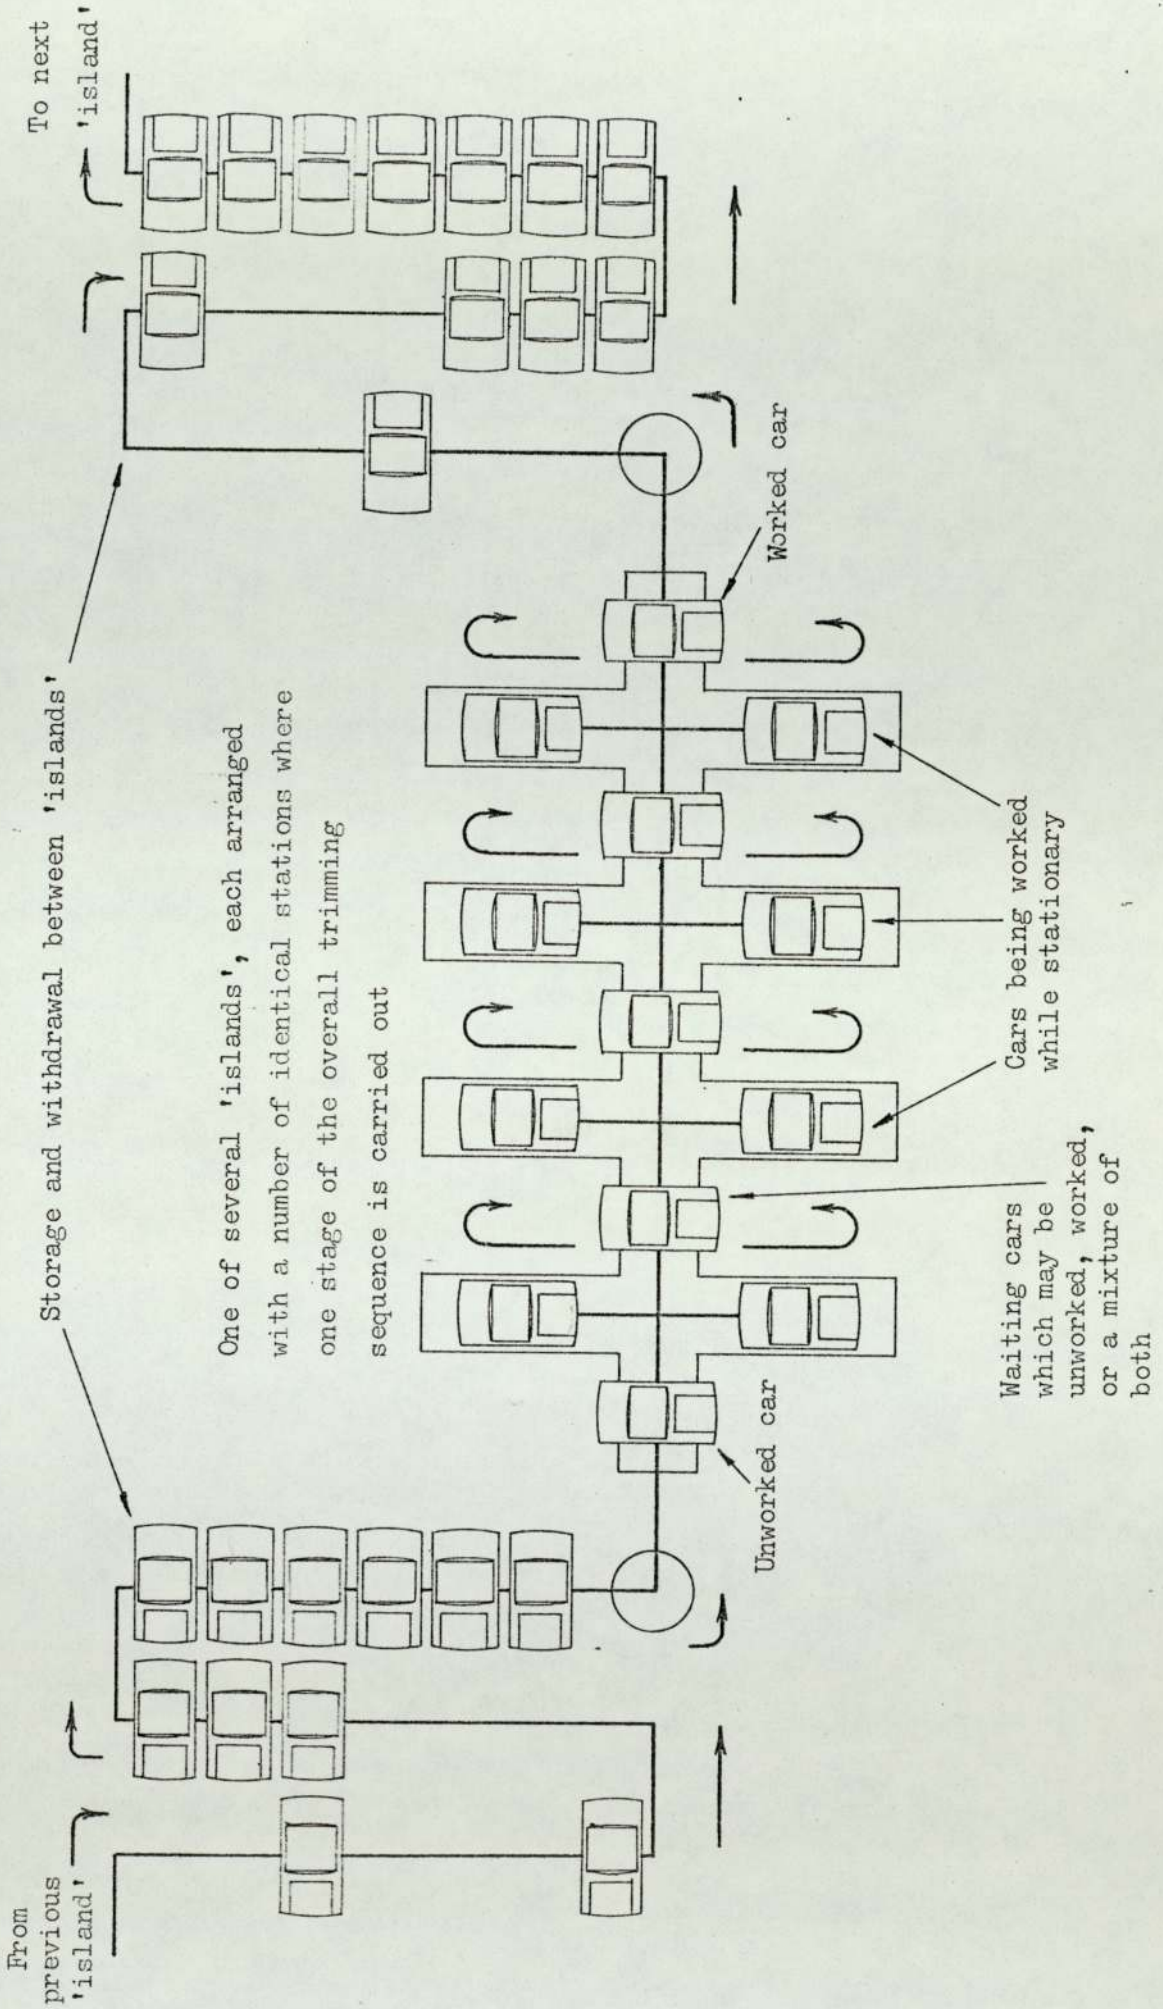 From
previous
'island'
To next
'island'
Storage and withdrawal between 'islands'
One of several 'islands', each arranged
with a number of identical stations where
one stage of the overall trimming
sequence is carried out
Unworked car
Worked car
Waiting cars
which may be
unworked, worked,
or a mixture of
both
Cars being worked
while stationary